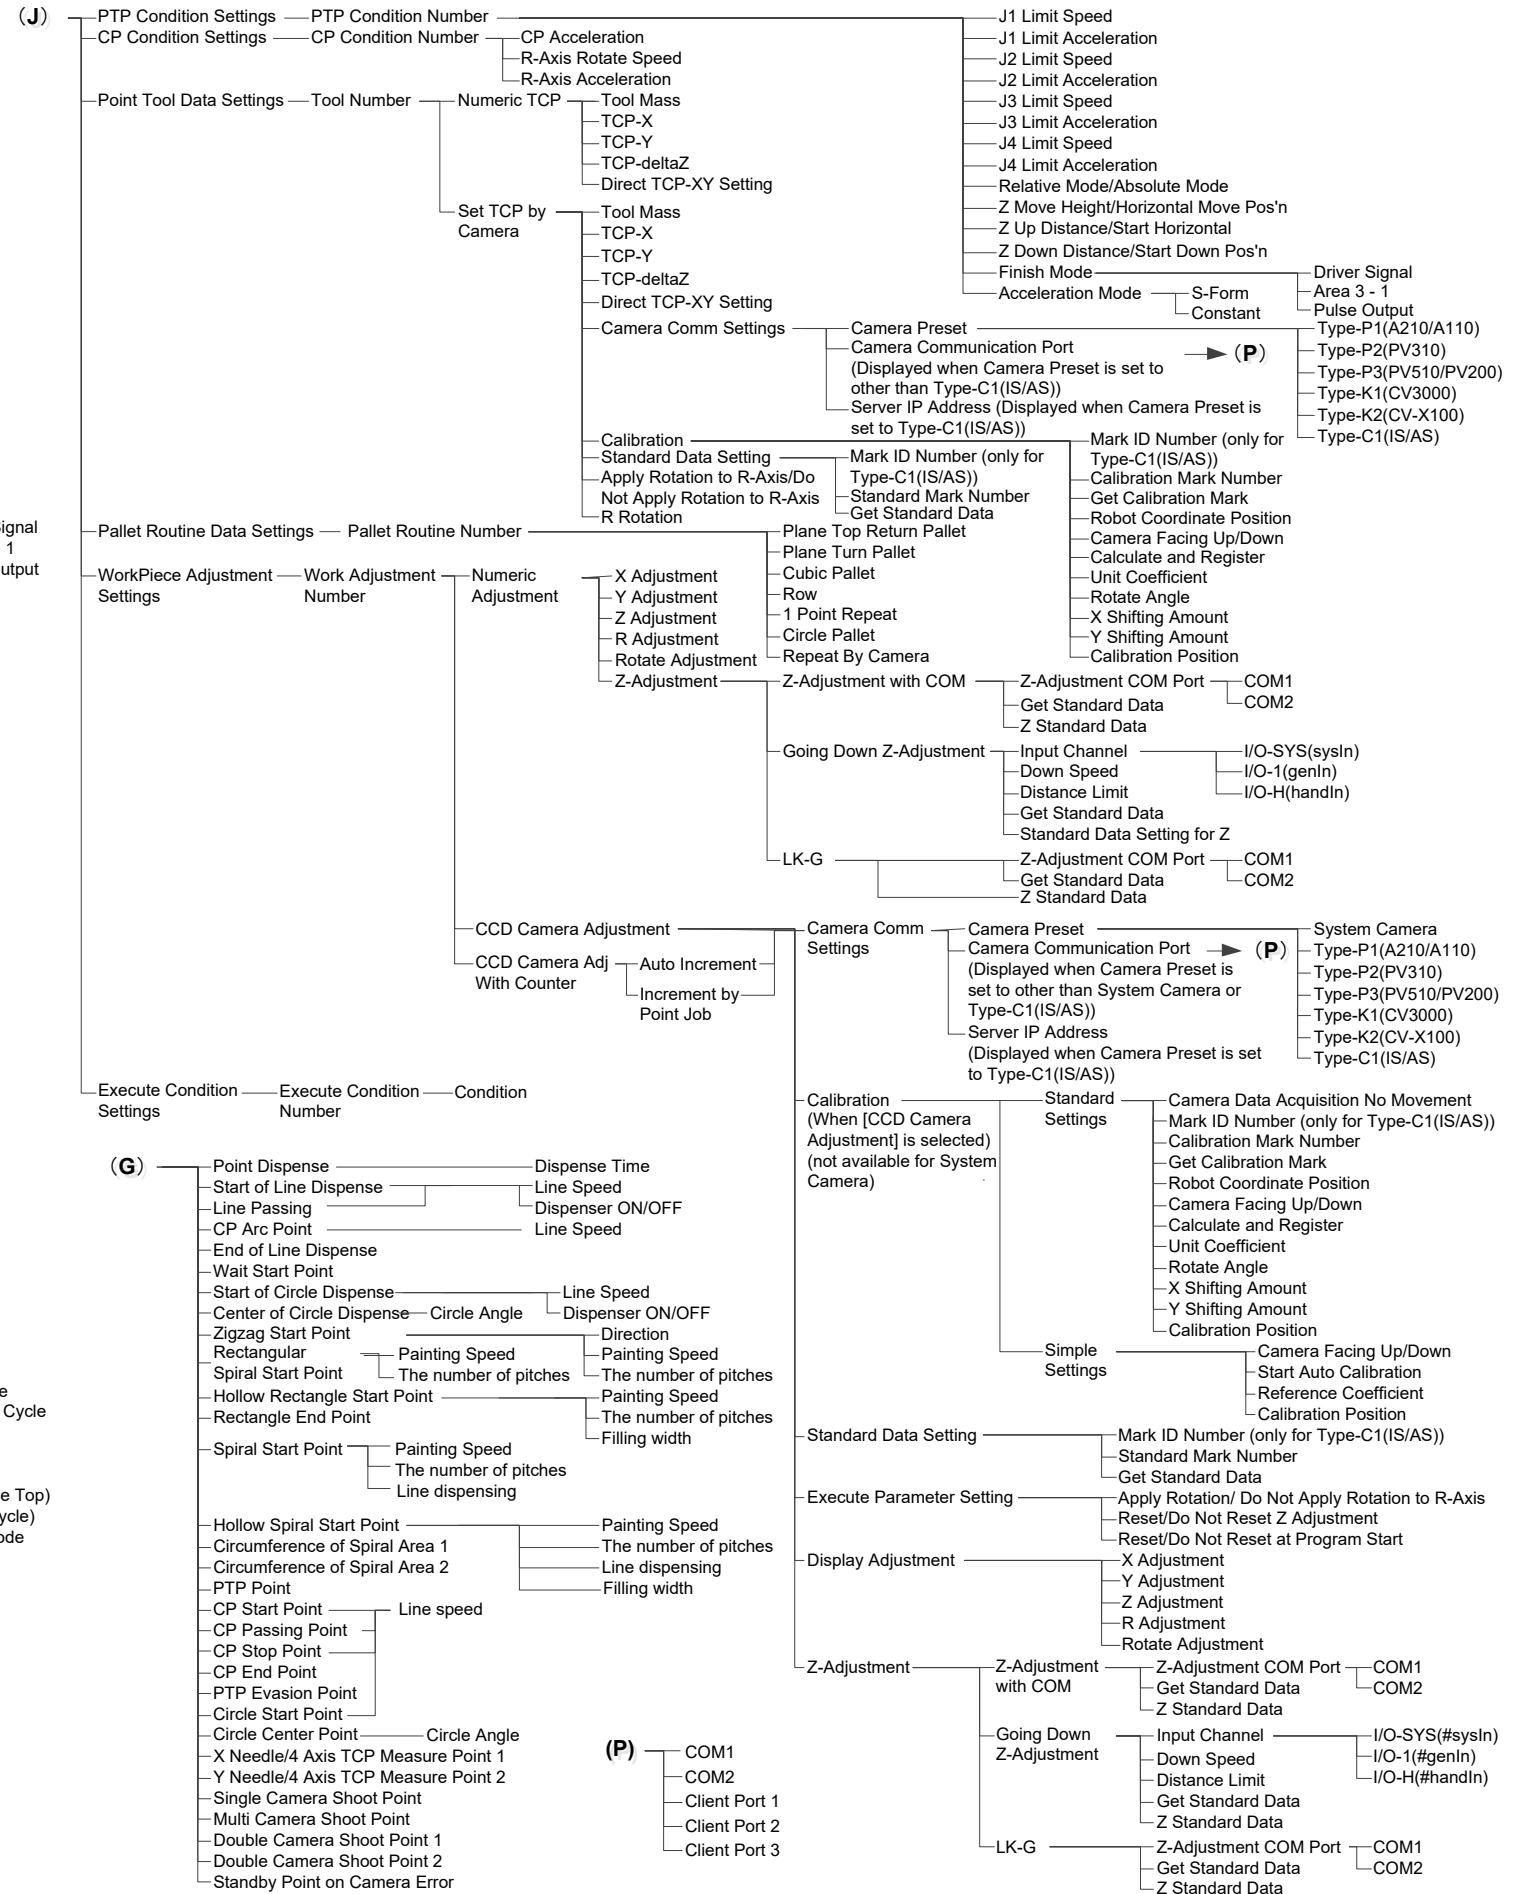 (J)
PTP Condition Settings
PTP Condition Number
J1 Limit Speed
J1 Limit Acceleration
J2 Limit Speed
J2 Limit Acceleration
J3 Limit Speed
J3 Limit Acceleration
J4 Limit Speed
J4 Limit Acceleration
Relative Mode/Absolute Mode
Z Move Height/Horizontal Move Pos'n
Z Up Distance/Start Horizontal
Z Down Distance/Start Down Pos'n
Finish Mode
Driver Signal
Area 3 - 1
Pulse Output
Acceleration Mode
S-Form
Constant
CP Condition Settings
CP Condition Number
CP Acceleration
R-Axis Rotate Speed
R-Axis Acceleration
Point Tool Data Settings
Tool Number
Numeric TCP
Tool Mass
TCP-X
TCP-Y
TCP-deltaZ
Direct TCP-XY Setting
Set TCP by
Camera
Tool Mass
TCP-X
TCP-Y
TCP-deltaZ
Direct TCP-XY Setting
Camera Comm Settings
Camera Preset
Type-P1(A210/A110)
Type-P2(PV310)
Type-P3(PV510/PV200)
Type-K1(CV3000)
Type-K2(CV-X100)
Type-C1(IS/AS)
Camera Communication Port
(P)
(Displayed when Camera Preset is set to
other than Type-C1(IS/AS))
Server IP Address (Displayed when Camera Preset is
set to Type-C1(IS/AS))
Calibration
Mark ID Number (only for
Type-C1(IS/AS))
Calibration Mark Number
Get Calibration Mark
Robot Coordinate Position
Camera Facing Up/Down
Calculate and Register
Unit Coefficient
Rotate Angle
X Shifting Amount
Y Shifting Amount
Calibration Position
Standard Data Setting
Mark ID Number (only for
Type-C1(IS/AS))
Standard Mark Number
Get Standard Data
Apply Rotation to R-Axis/Do
Not Apply Rotation to R-Axis
R Rotation
ignal
1
utput
Pallet Routine Data Settings
Pallet Routine Number
Plane Top Return Pallet
Plane Turn Pallet
Cubic Pallet
Row
1 Point Repeat
Circle Pallet
Repeat By Camera
WorkPiece Adjustment
Settings
Work Adjustment
Number
Numeric
Adjustment
X Adjustment
Y Adjustment
Z Adjustment
R Adjustment
Rotate Adjustment
Z-Adjustment
Z-Adjustment with COM
Z-Adjustment COM Port
COM1
COM2
Get Standard Data
Z Standard Data
Going Down Z-Adjustment
Input Channel
I/O-SYS(sysIn)
I/O-1(genIn)
I/O-H(handIn)
Down Speed
Distance Limit
Get Standard Data
Standard Data Setting for Z
LK-G
Z-Adjustment COM Port
COM1
COM2
Get Standard Data
Z Standard Data
CCD Camera Adjustment
CCD Camera Adj
With Counter
Auto Increment
Increment by
Point Job
Camera Comm
Settings
Camera Preset
System Camera
Type-P1(A210/A110)
Type-P2(PV310)
Type-P3(PV510/PV200)
Type-K1(CV3000)
Type-K2(CV-X100)
Type-C1(IS/AS)
Camera Communication Port
(P)
(Displayed when Camera Preset is
set to other than System Camera or
Type-C1(IS/AS))
Server IP Address
(Displayed when Camera Preset is set
to Type-C1(IS/AS))
Calibration
(When [CCD Camera
Adjustment] is selected)
(not available for System
Camera)
Standard
Settings
Camera Data Acquisition No Movement
Mark ID Number (only for Type-C1(IS/AS))
Calibration Mark Number
Get Calibration Mark
Robot Coordinate Position
Camera Facing Up/Down
Calculate and Register
Unit Coefficient
Rotate Angle
X Shifting Amount
Y Shifting Amount
Calibration Position
Simple
Settings
Camera Facing Up/Down
Start Auto Calibration
Reference Coefficient
Calibration Position
Standard Data Setting
Mark ID Number (only for Type-C1(IS/AS))
Standard Mark Number
Get Standard Data
Execute Parameter Setting
Apply Rotation/ Do Not Apply Rotation to R-Axis
Reset/Do Not Reset Z Adjustment
Reset/Do Not Reset at Program Start
Display Adjustment
X Adjustment
Y Adjustment
Z Adjustment
R Adjustment
Rotate Adjustment
Z-Adjustment
Z-Adjustment
with COM
Z-Adjustment COM Port
COM1
COM2
Get Standard Data
Z Standard Data
Going Down
Z-Adjustment
Input Channel
I/O-SYS(#sysIn)
I/O-1(#genIn)
I/O-H(#handIn)
Down Speed
Distance Limit
Get Standard Data
Z Standard Data
LK-G
Z-Adjustment COM Port
COM1
COM2
Get Standard Data
Z Standard Data
Execute Condition
Settings
Execute Condition
Number
Condition
(G)
Point Dispense
Dispense Time
Start of Line Dispense
Line Speed
Line Passing
Dispenser ON/OFF
CP Arc Point
Line Speed
End of Line Dispense
Wait Start Point
Start of Circle Dispense
Line Speed
Dispenser ON/OFF
Center of Circle Dispense
Circle Angle
Zigzag Start Point
Direction
Painting Speed
The number of pitches
Rectangular
Spiral Start Point
Painting Speed
The number of pitches
Hollow Rectangle Start Point
Painting Speed
The number of pitches
Filling width
Rectangle End Point
Spiral Start Point
Painting Speed
The number of pitches
Line dispensing
Hollow Spiral Start Point
Painting Speed
The number of pitches
Line dispensing
Filling width
Circumference of Spiral Area 1
Circumference of Spiral Area 2
PTP Point
CP Start Point
Line speed
CP Passing Point
CP Stop Point
CP End Point
PTP Evasion Point
Circle Start Point
Circle Center Point
Circle Angle
X Needle/4 Axis TCP Measure Point 1
Y Needle/4 Axis TCP Measure Point 2
Single Camera Shoot Point
Multi Camera Shoot Point
Double Camera Shoot Point 1
Double Camera Shoot Point 2
Standby Point on Camera Error
e
Cycle
e Top)
ycle)
ode
(P)
COM1
COM2
Client Port 1
Client Port 2
Client Port 3